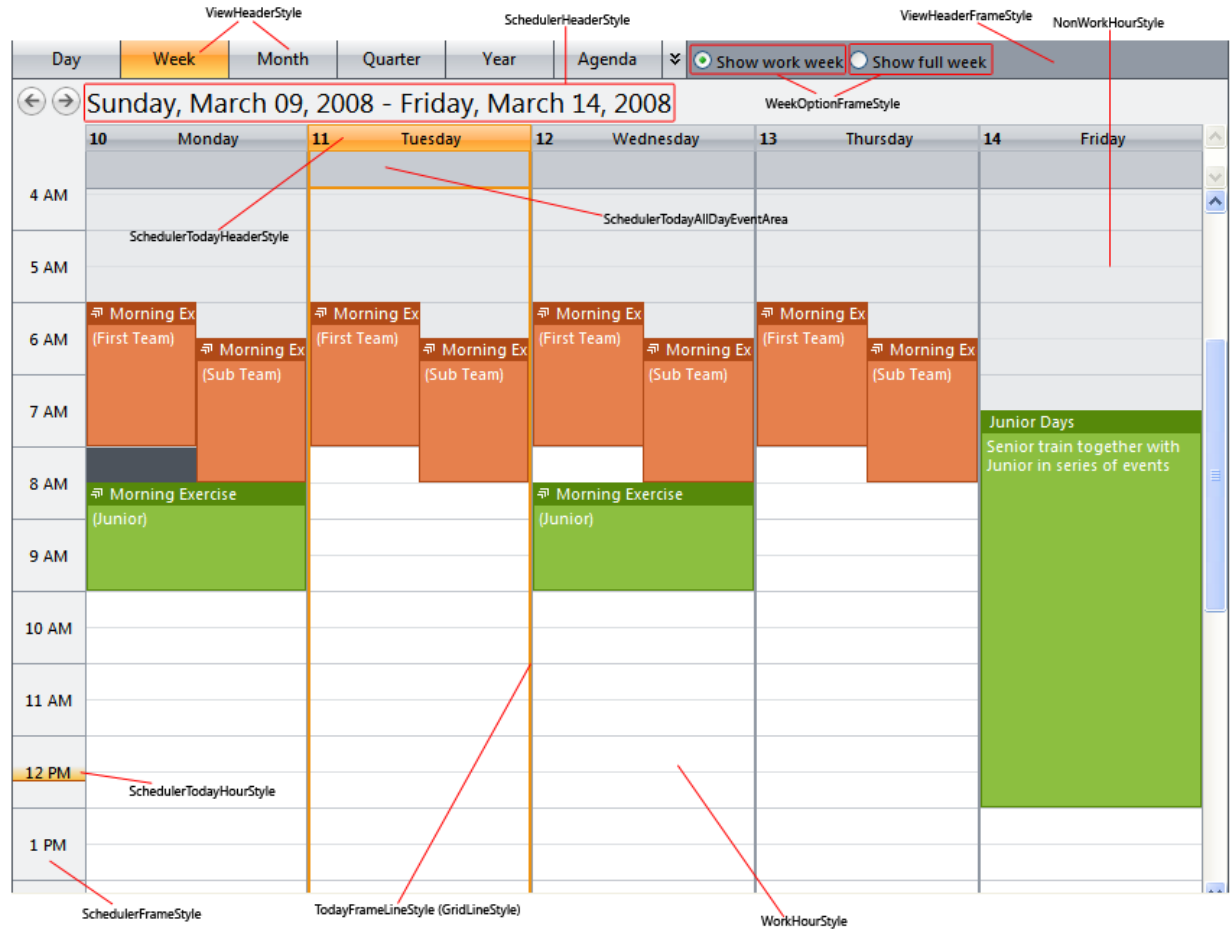 ViewHeaderStyle
SchedulerHeaderStyle
ViewHeaderFrameStyle
NonWorkHourStyle
Day Week Month Quarter Year Agenda Show work week Show full week
WeekOptionFrameStyle
Sunday, March 09, 2008 - Friday, March 14, 2008
10 Monday 11 Tuesday 12 Wednesday 13 Thursday 14 Friday
4 AM
SchedulerTodayAllDayEventArea
SchedulerTodayHeaderStyle
5 AM
Morning Ex Morning Ex Morning Ex Morning Ex
6 AM (First Team) (First Team) (First Team) (First Team)
Morning Ex Morning Ex Morning Ex Morning Ex
(Sub Team) (Sub Team) (Sub Team) (Sub Team)
7 AM
Junior Days
Senior train together with
Junior in series of events
8 AM
Morning Exercise Morning Exercise
(Junior) (Junior)
9 AM
10 AM
11 AM
12 PM
SchedulerTodayHourStyle
1 PM
SchedulerFrameStyle
TodayFrameLineStyle (GridLineStyle)
WorkHourStyle